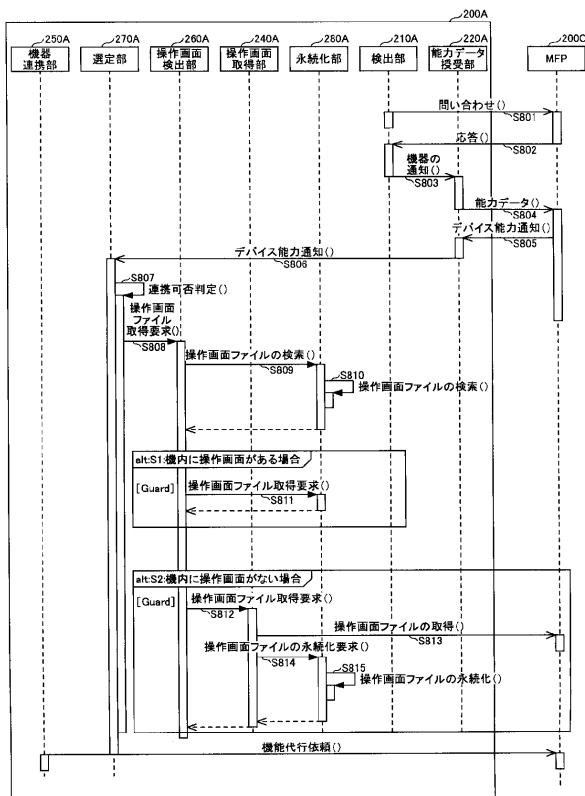 200A
250A
270A
260A
240A
280A
210A
220A
200C
機器
連携部
選定部
操作画面
検出部
操作画面
取得部
永続化部
検出部
能力データ
授受部
MFP
問い合わせ()
S801
応答()
S802
機器の
通知()
S803
能力データ()
S804
デバイス能力通知()
S805
デバイス能力通知()
S806
S807
連携可否判定()
操作画面
ファイル
取得要求()
S808
操作画面ファイルの検索()
S809
S810
操作画面ファイルの検索()
alt:S1:機内に操作画面がある場合
[Guard]
操作画面ファイル取得要求()
S811
alt:S2:機内に操作画面がない場合
[Guard]
操作画面ファイル取得要求()
S812
操作画面ファイルの取得()
S813
操作画面ファイルの永続化要求()
S814
S815
操作画面ファイルの永続化()
機能代行依頼()